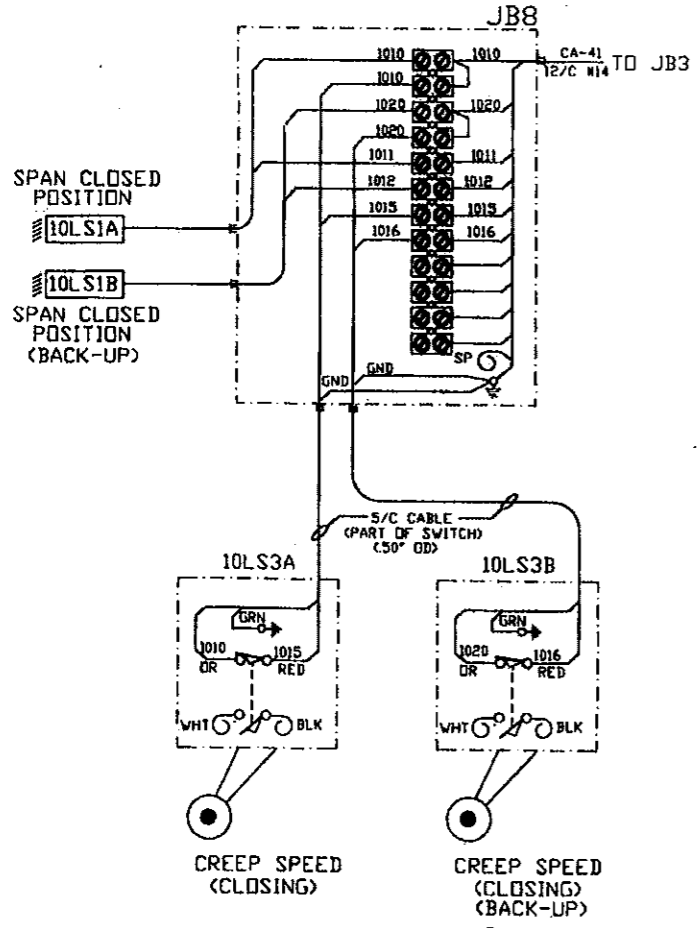 JB8
1010 1010 CA-41
12/C #14 TO JB3
1010
1020 1020
1020
1011 1011
SPAN CLOSED
POSITION
1012 1012
10LS1A
1015 1015
1016 1016
10LS1B
SPAN CLOSED
POSITION
(BACK-UP)
SP
GND
GND
5/C CABLE
(PART OF SWITCH)
(.50" OD)
10LS3A 10LS3B
GRN GRN
1010 1015 1020 1016
OR RED OR RED
WHT BLK WHT BLK
CREEP SPEED
(CLOSING)
CREEP SPEED
(CLOSING)
(BACK-UP)